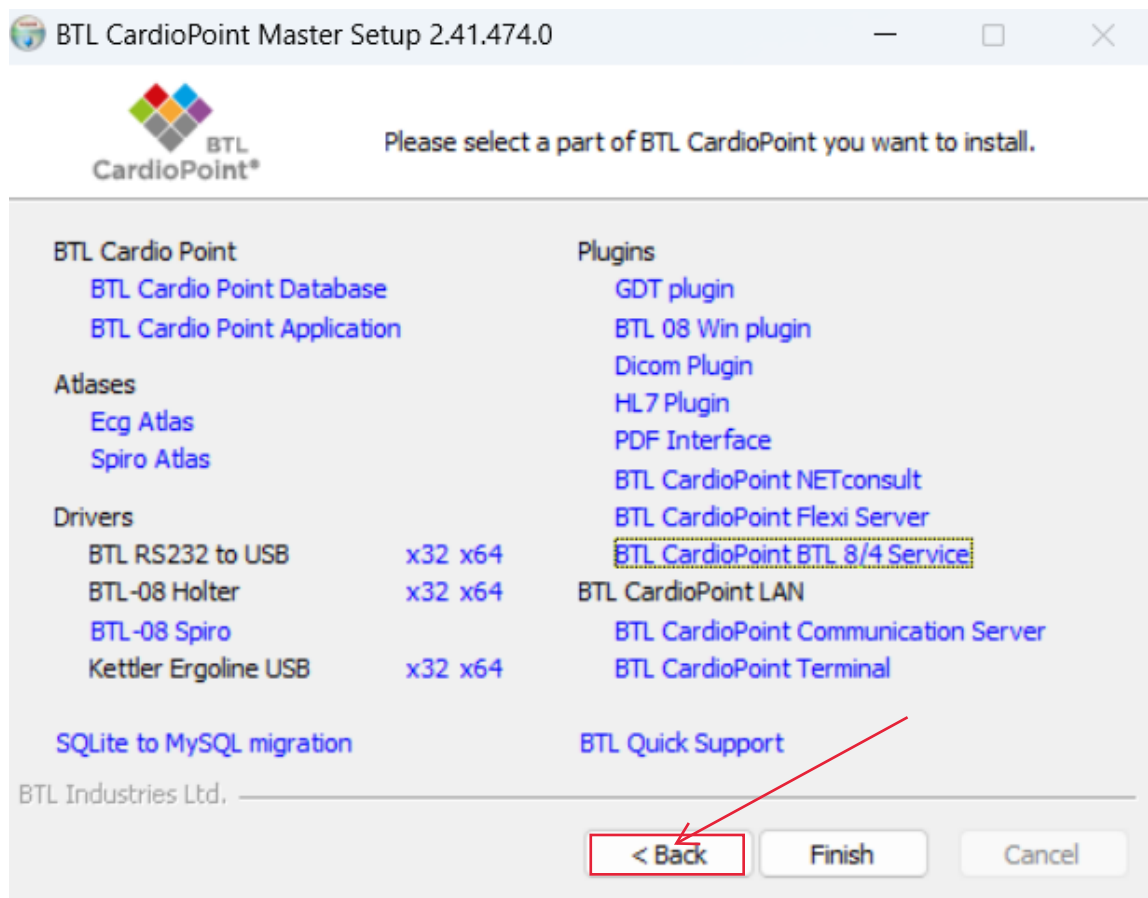 BTL CardioPoint Master Setup 2.41.474.0
BTL
CardioPoint®
Please select a part of BTL CardioPoint you want to install.
BTL Cardio Point
BTL Cardio Point Database
BTL Cardio Point Application
Atlases
Ecg Atlas
Spiro Atlas
Drivers
BTL RS232 to USB x32 x64
BTL-08 Holter x32 x64
BTL-08 Spiro
Kettler Ergoline USB x32 x64
SQLite to MySQL migration
Plugins
GDT plugin
BTL 08 Win plugin
Dicom Plugin
HL7 Plugin
PDF Interface
BTL CardioPoint NETconsult
BTL CardioPoint Flexi Server
BTL CardioPoint BTL 8/4 Service
BTL CardioPoint LAN
BTL CardioPoint Communication Server
BTL CardioPoint Terminal
BTL Quick Support
BTL Industries Ltd.
< Back Finish Cancel